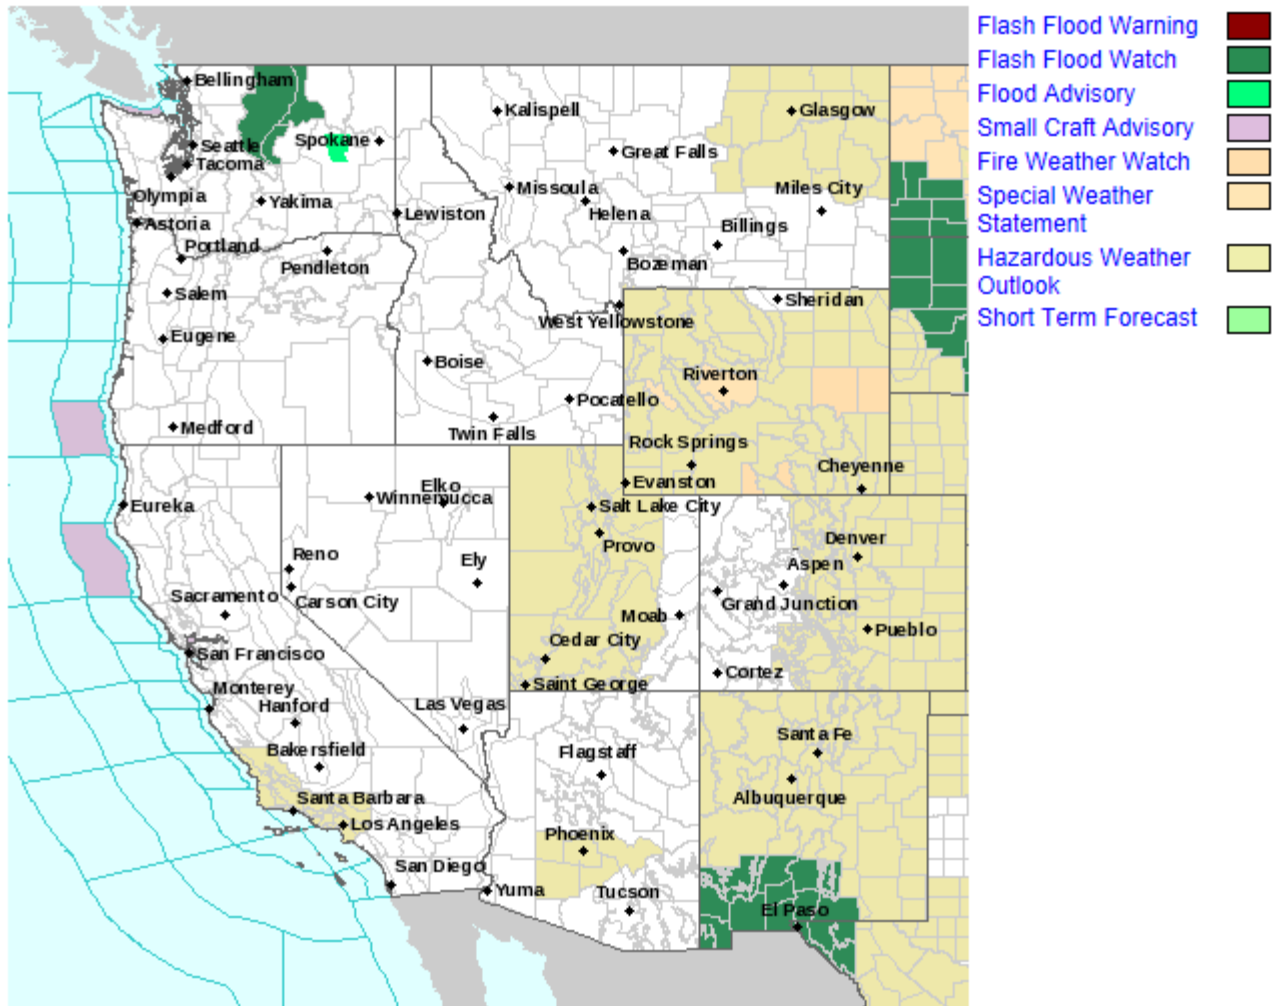 Flash Flood Warning
Flash Flood Watch
Flood Advisory
Small Craft Advisory
Fire Weather Watch
Special Weather
Statement
Hazardous Weather
Outlook
Short Term Forecast
Bellingham
Kalispell
Glasgow
Seattle
Spokane
Great Falls
Tacoma
Olympia
Yakima
Missoula
Miles City
Helena
Lewiston
Astoria
Billings
Portland
Pendleton
Bozeman
Salem
Sheridan
West Yellowstone
Eugene
Boise
Riverton
Pocatello
Medford
Twin Falls
Rock Springs
Cheyenne
Evanston
Elko
Winnemucca
Eureka
Salt Lake City
Provo
Denver
Reno
Ely
Aspen
Sacramento
Carson City
Grand Junction
Moab
Pueblo
Cedar City
San Francisco
Cortez
Saint George
Monterey
Hanford
Las Vegas
Santa Fe
Bakersfield
Flagstaff
Albuquerque
Santa Barbara
Los Angeles
Phoenix
San Diego
Yuma
Tucson
El Paso